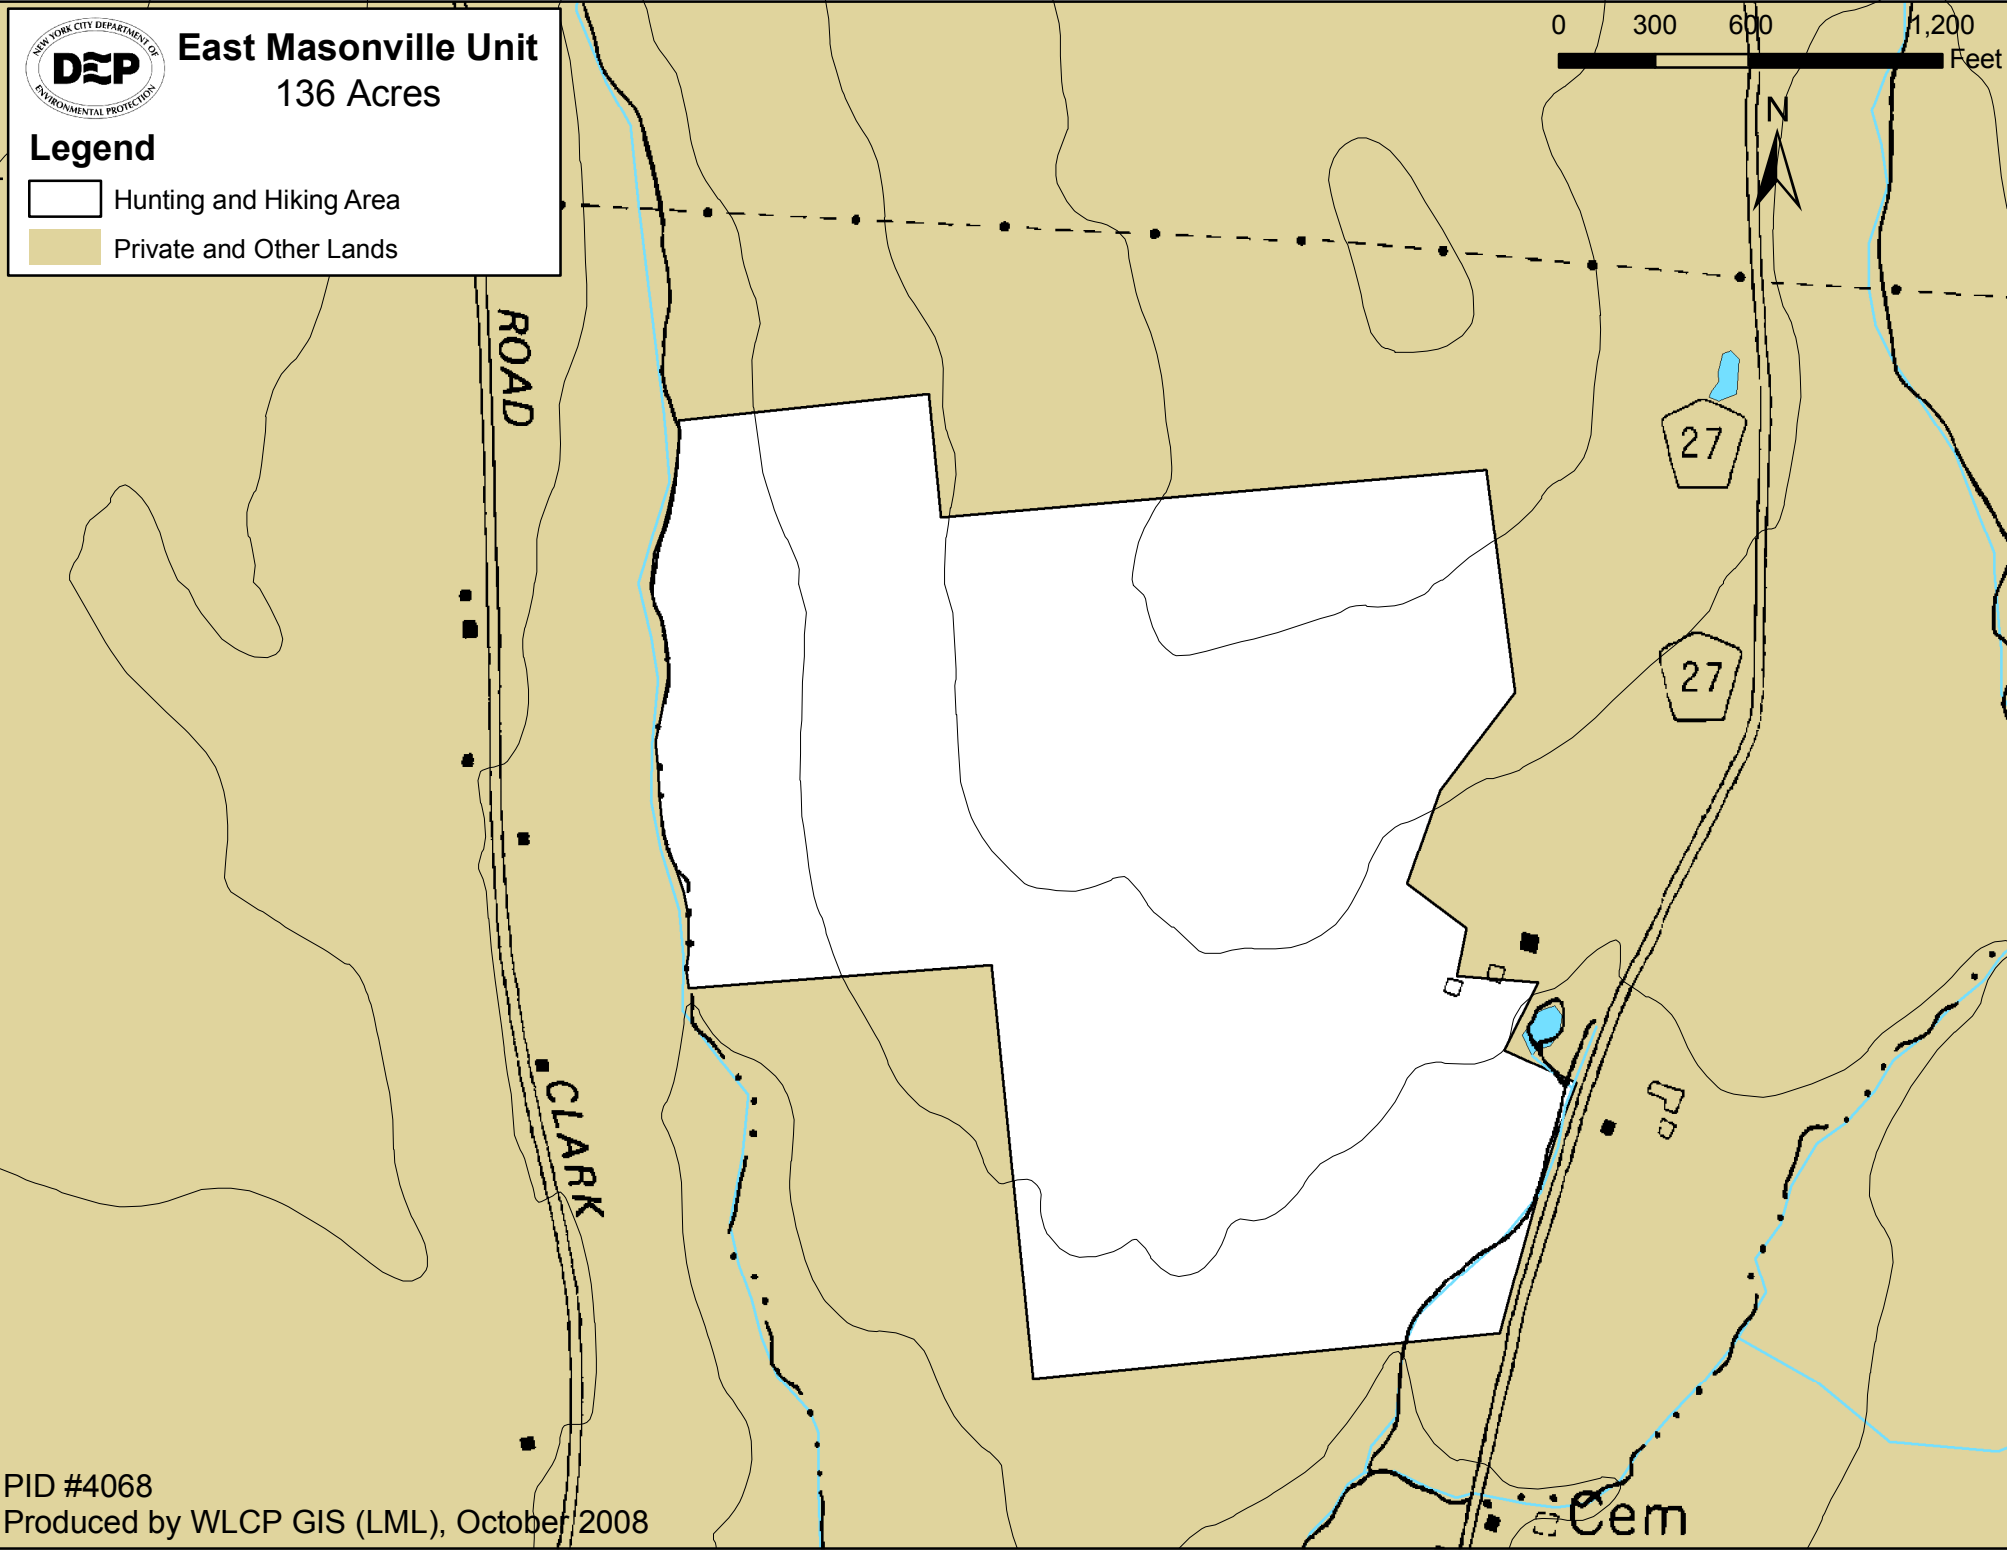 NEW YORK CITY DEPARTMENT OF
DEP
ENVIRONMENTAL PROTECTION
East Masonville Unit
136 Acres
Legend
Hunting and Hiking Area
Private and Other Lands
0 300 600 1,200
Feet
N
ROAD
27
27
CLARK
Cem
PID #4068
Produced by WLCP GIS (LML), October 2008